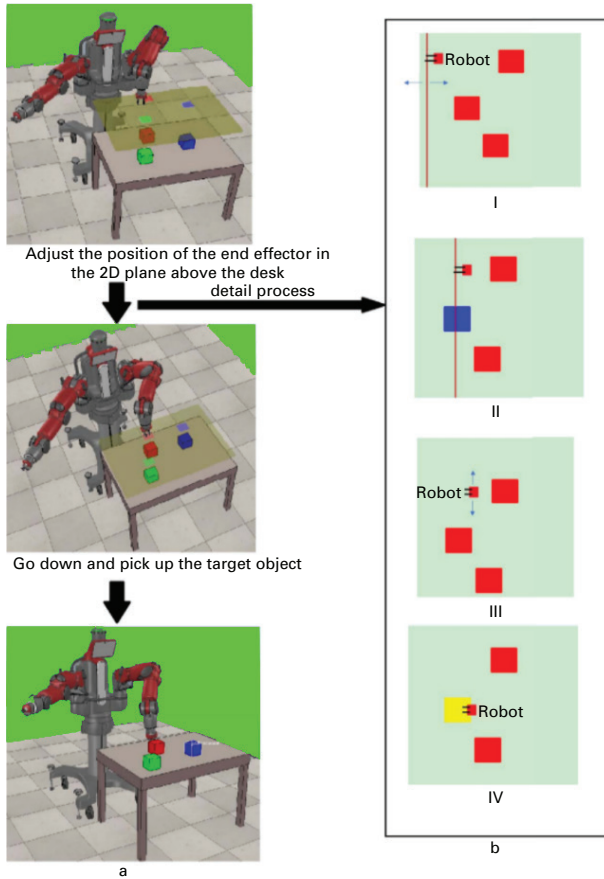 Adjust the position of the end effector in
the 2D plane above the desk
detail process
Go down and pick up the target object
a
Robot
I
II
Robot
III
Robot
IV
b